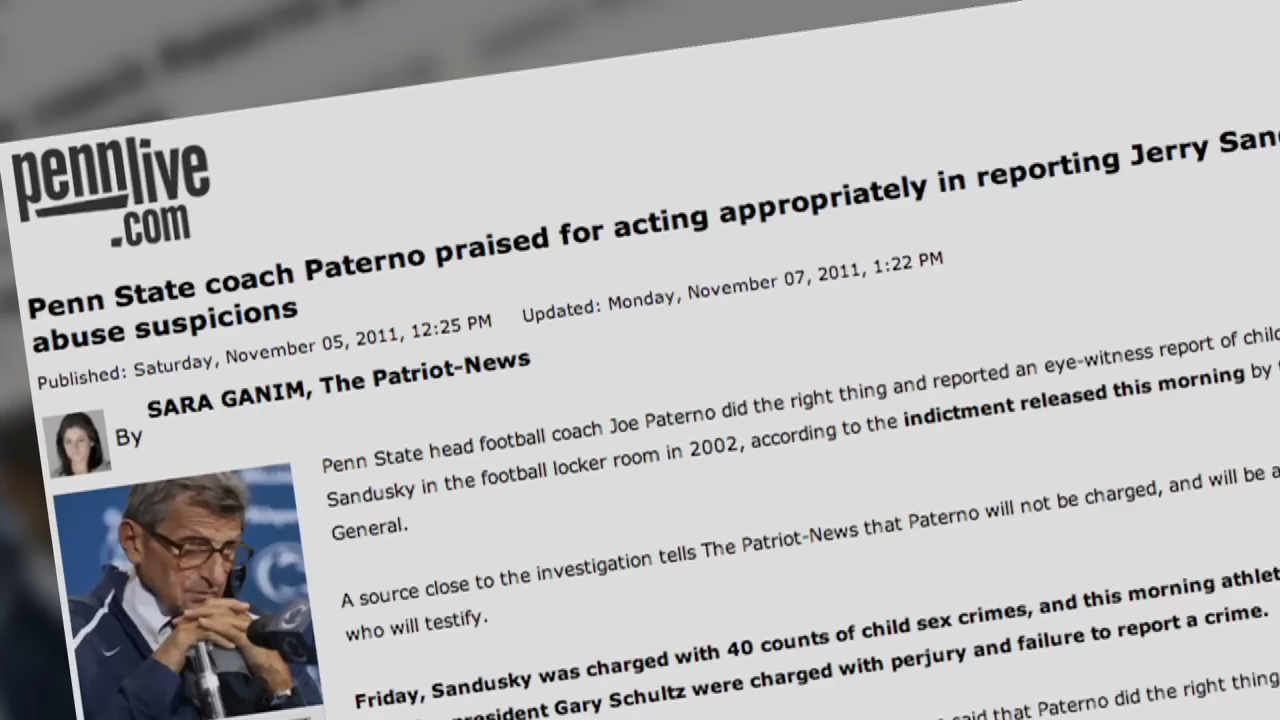 pennlive
.com
Penn State coach Paterno praised for acting appropriately in reporting Jerry
abuse suspicions
Published: Saturday, November 05, 2011, 12:25 PM Updated: Monday, November 07, 2011, 1:22 PM
By SARA GANIM, The Patriot-News
Penn State head football coach Joe Paterno did the right thing and reported an eye-witness report of
Sandusky in the football locker room in 2002, according to the indictment released this morning by
General.
A source close to the investigation tells The Patriot-News that Paterno will not be charged, and will be a
who will testify.
Friday, Sandusky was charged with 40 counts of child sex crimes, and this morning
president Gary Schultz were charged with perjury and failure to report a crime.
said that Paterno did the right thing